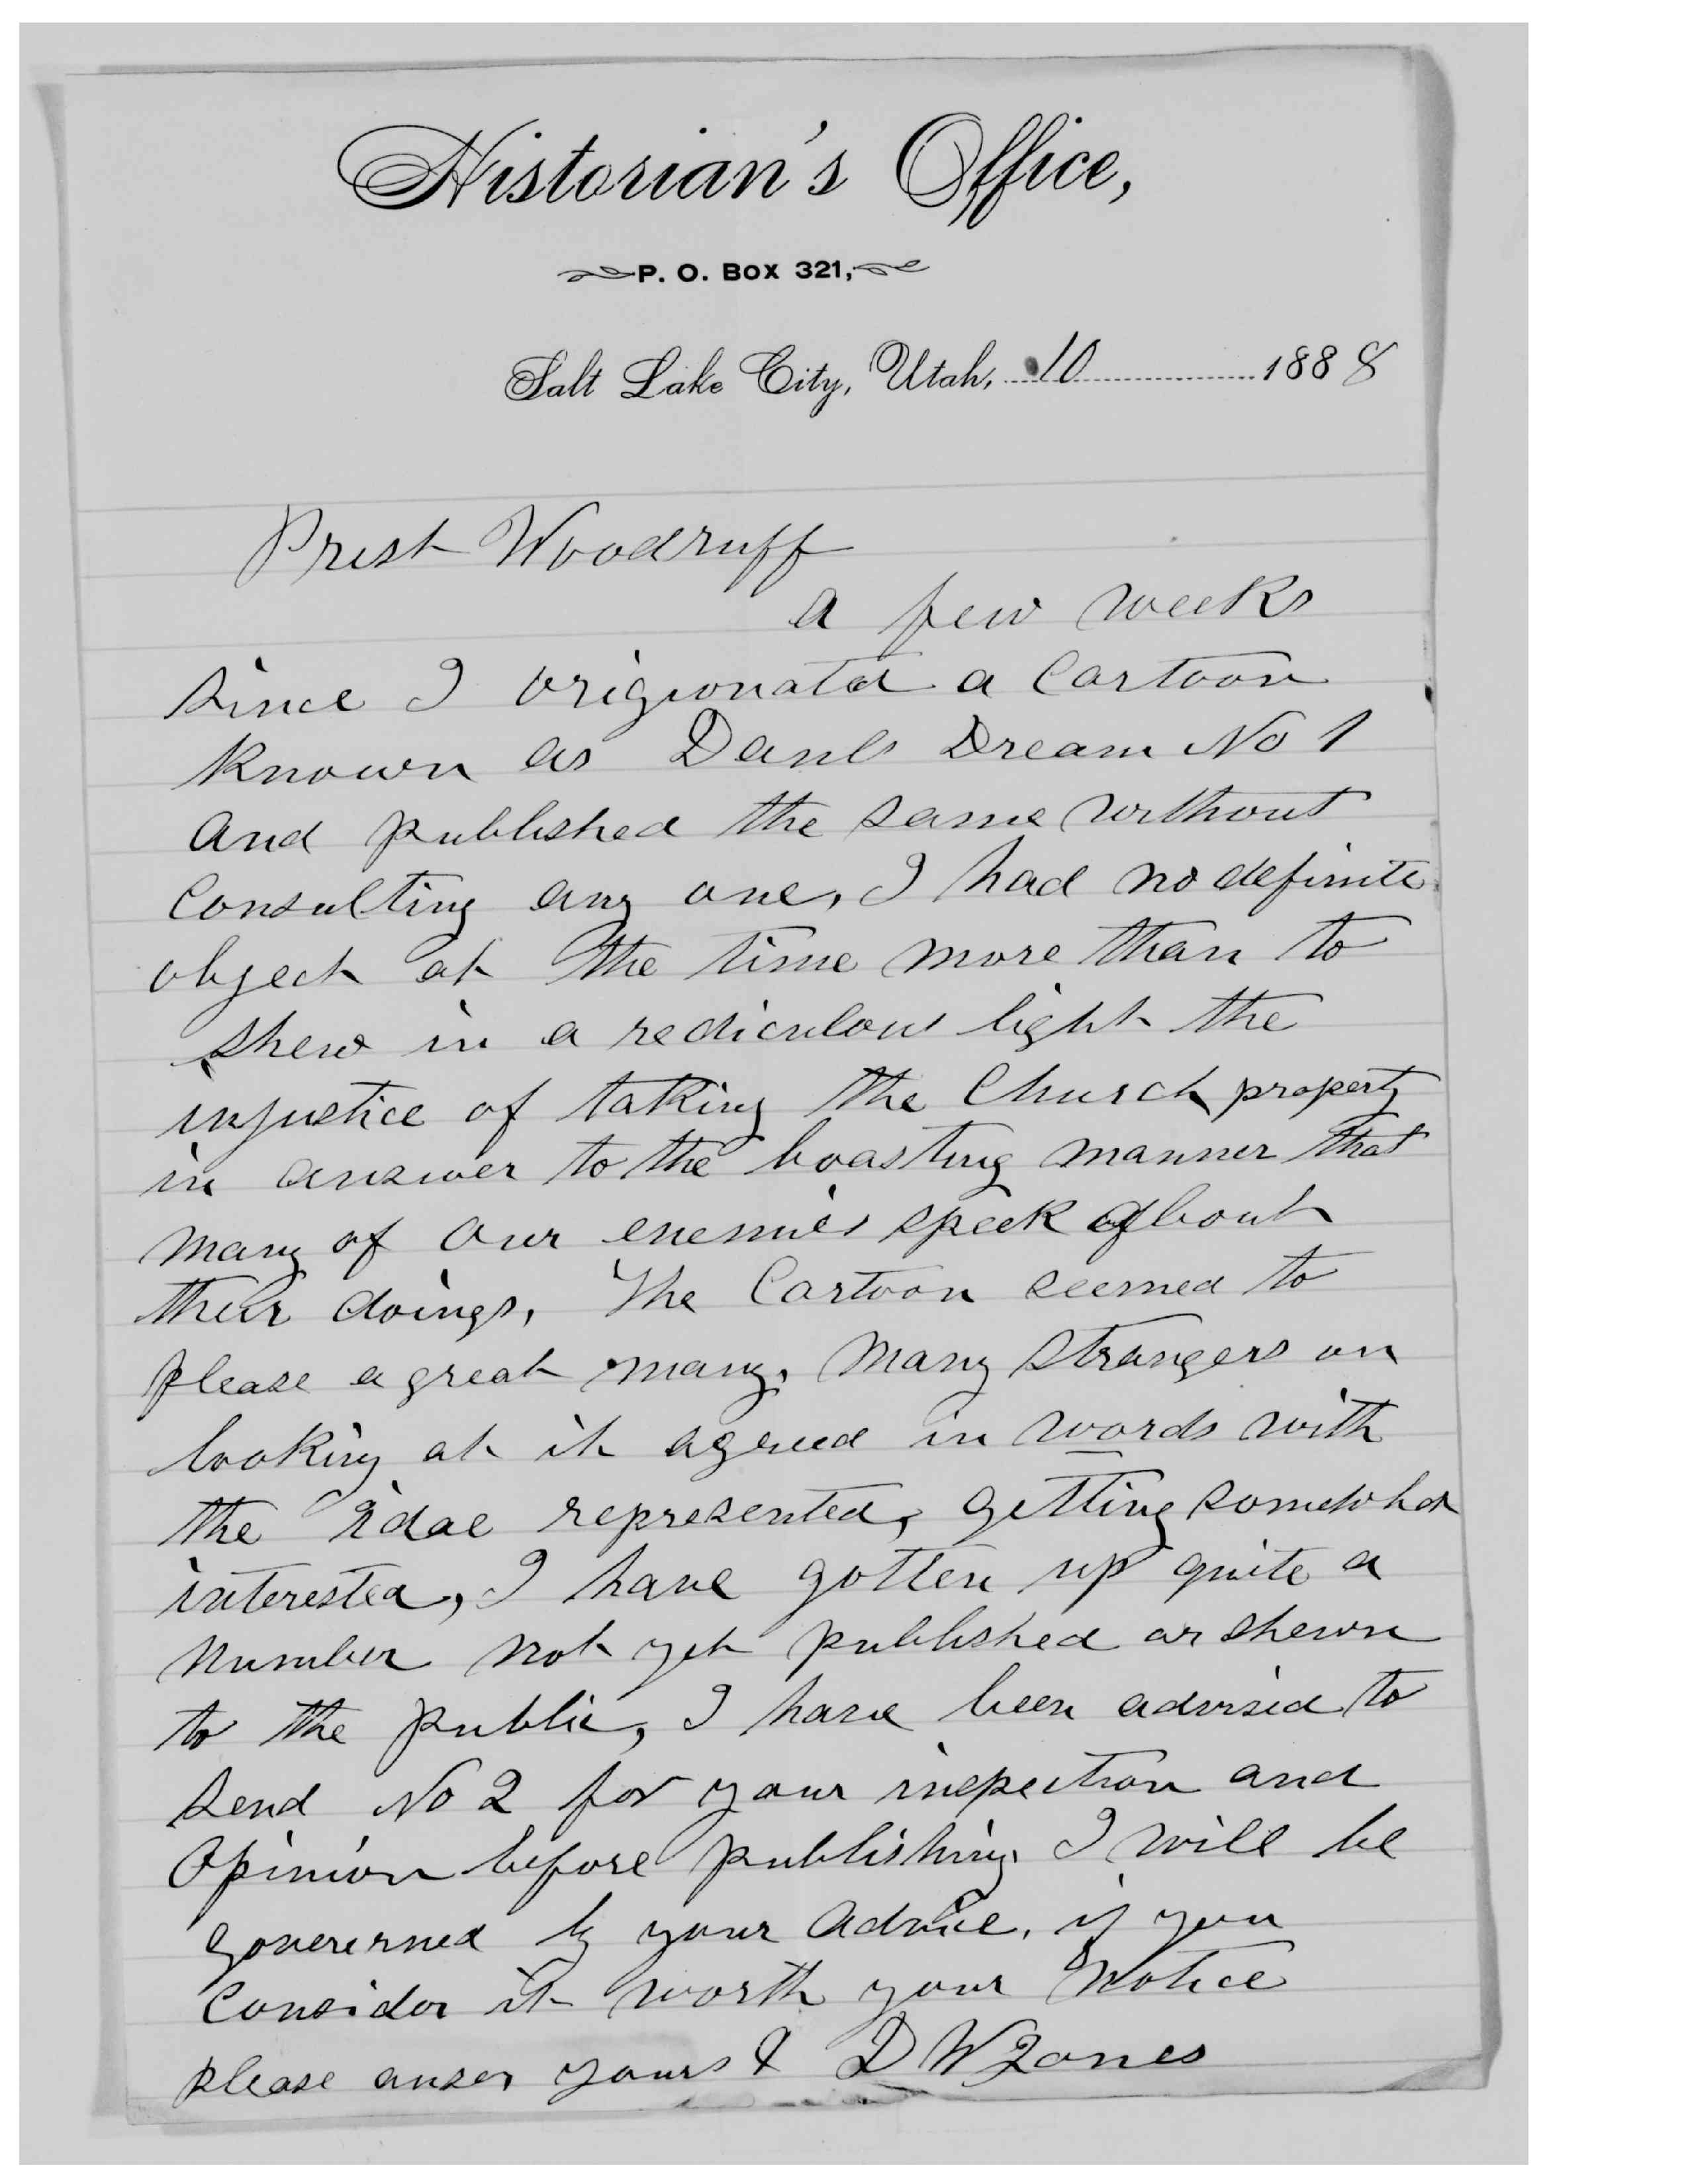 Historian's Office,
P. O. BOX 321,
Salt Lake City, Utah, 10 1888
Prest Woodruff
a few weeks
since I origionated a Cartoon
Known as Danls Dream No 1
And published the same without
Consulting any one, I had no definite
object at the time more than to
shew in a rediculous light the
injustice of taking the Church property
in answer to the boasting manner that
many of our enemies speek about
their doings, The Cartoon seemed to
please a great many, Many strangers on
looking at it agreed in words with
the idae represented, getting somewhat
interested, I have gotten up quite a
Number not yet published or shewn
to the public, I have been advised to
send No 2 for your inspection and
Opinion before publishing. I will be
govererned by your advice, if you
Consider it worth your Notice
please anser yours & D W Jones